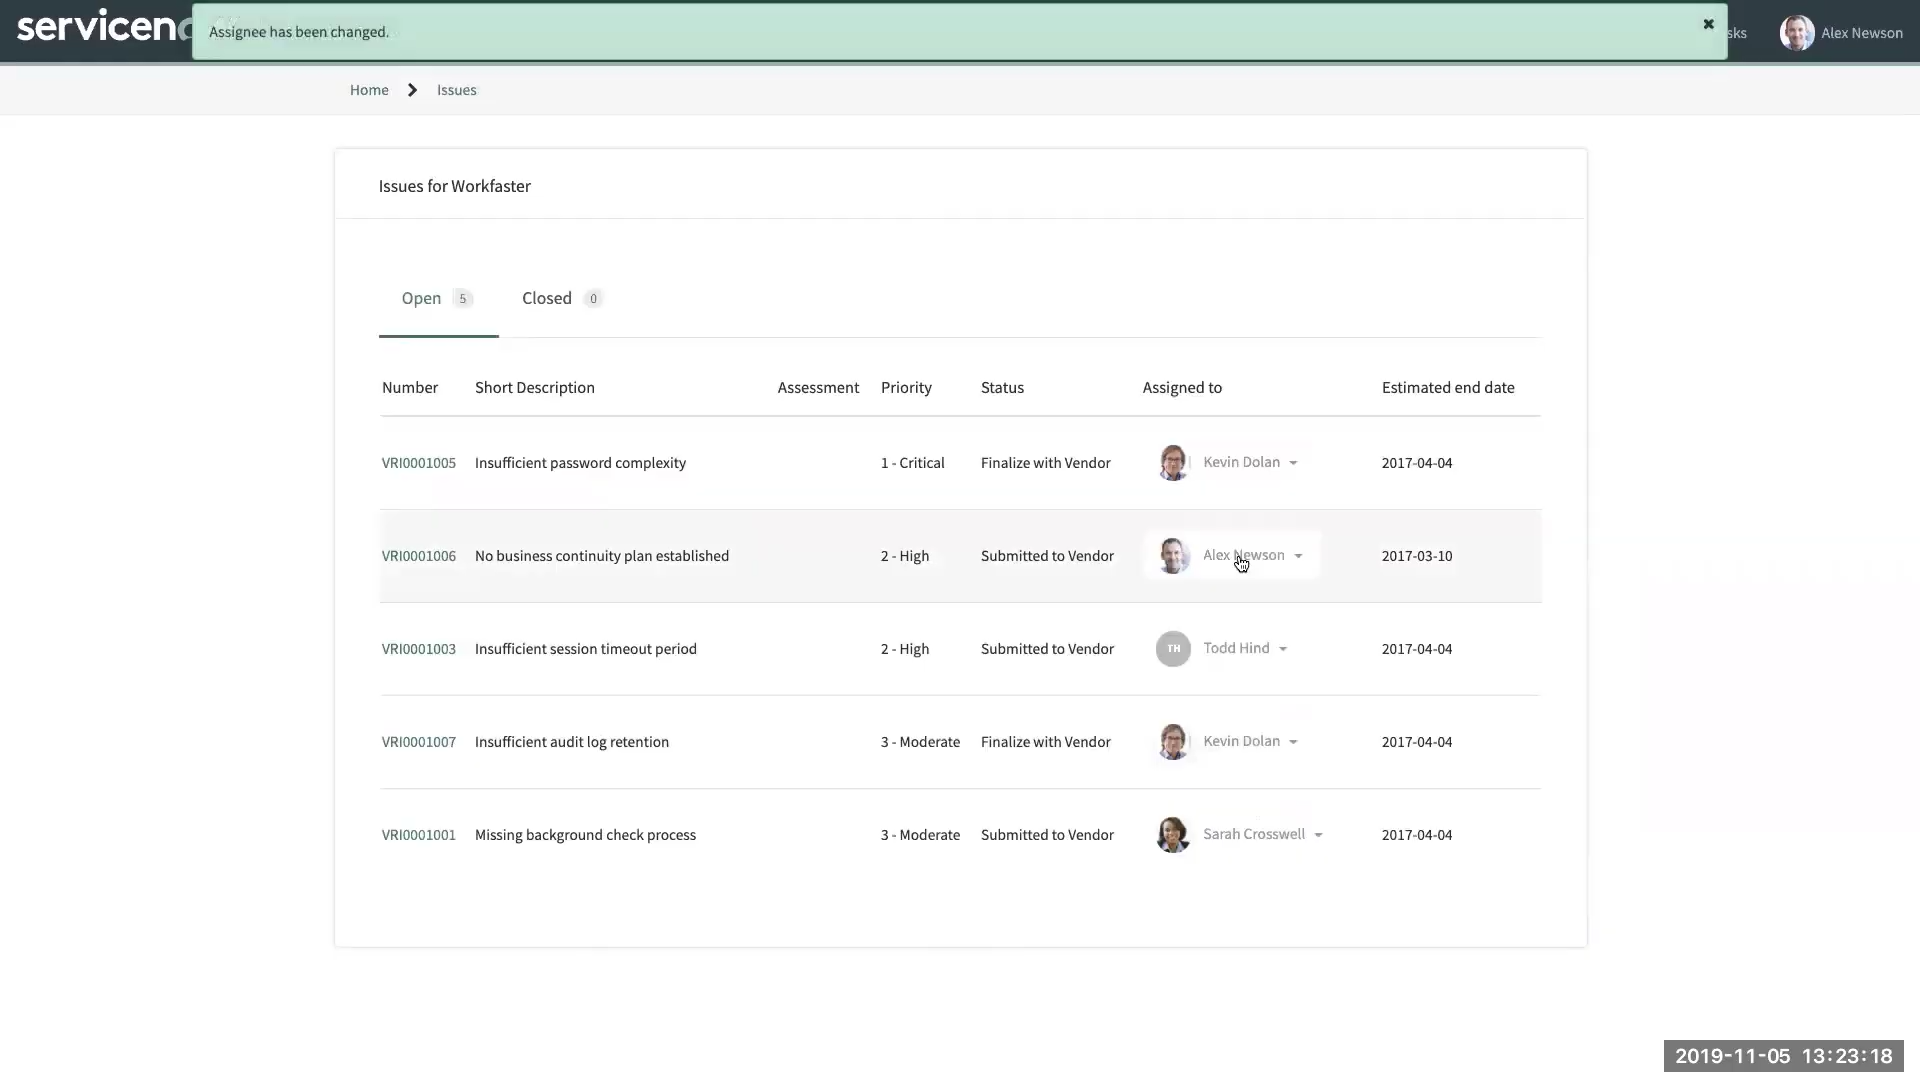 servicen
Assignee has been changed.
✖
sks
Alex Newson
Home
Issues
Issues for Workfaster
Open 5
Closed 0
Number Short Description Assessment Priority Status Assigned to Estimated end date
VRI0001005 Insufficient password complexity 1 - Critical Finalize with Vendor Kevin Dolan 2017-04-04
VRI0001006 No business continuity plan established 2 - High Submitted to Vendor Alex Newson 2017-03-10
VRI0001003 Insufficient session timeout period 2 - High Submitted to Vendor TH Todd Hind 2017-04-04
VRI0001007 Insufficient audit log retention 3 - Moderate Finalize with Vendor Kevin Dolan 2017-04-04
VRI0001001 Missing background check process 3 - Moderate Submitted to Vendor Sarah Crosswell 2017-04-04
2019-11-05 13:23:18